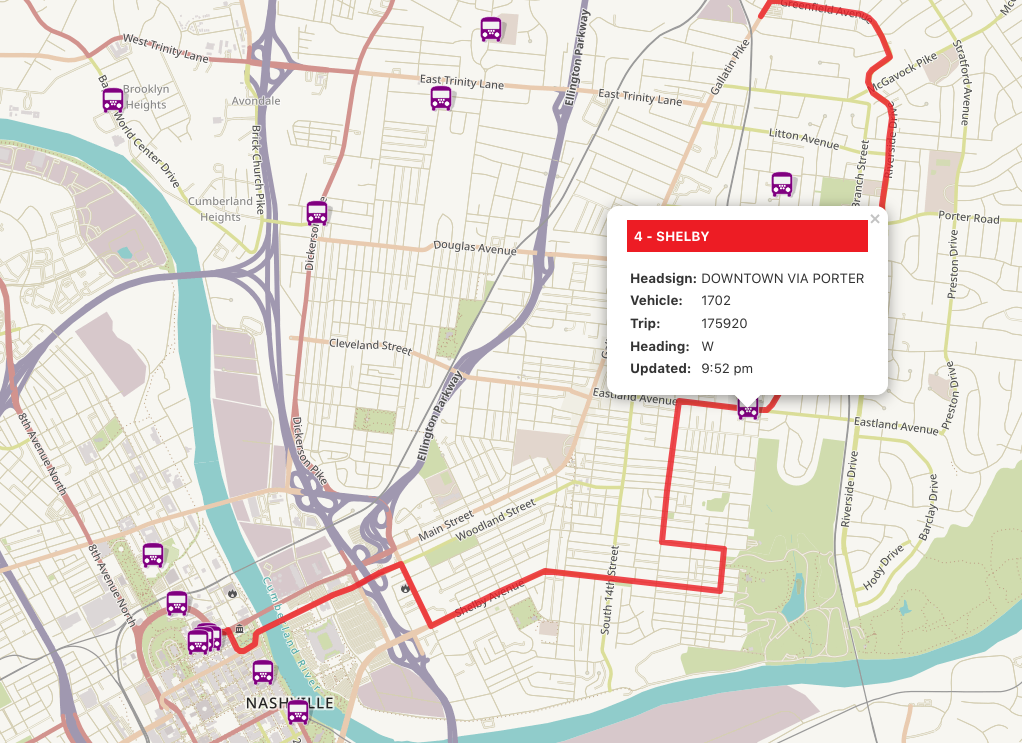 Greenfield Avenue
West Trinity Lane
East Trinity Lane
East Trinity Lane
Ellington Parkway
Gallatin Pike
McGavock Pike
Stratford Avenue
Brooklyn
Heights
Avondale
World Center Drive
Brick Church Pike
Litton Avenue
Branch Street
Cumberland
Heights
Dickerson
Douglas Avenue
Porter Road
Preston Drive
4 - SHELBY
×
Headsign: DOWNTOWN VIA PORTER
Vehicle: 1702
Trip: 175920
Heading: W
Updated: 9:52 pm
Cleveland Street
Ellington Parkway
Eastland Avenue
Eastland Avenue
Preston Drive
8th Avenue North
Dickerson Pike
Main Street
Woodland Street
Riverside Drive
Barclay Drive
Hody Drive
8th Avenue North
Shelby Avenue
South 14th Street
Cumberland River
NASHVILLE